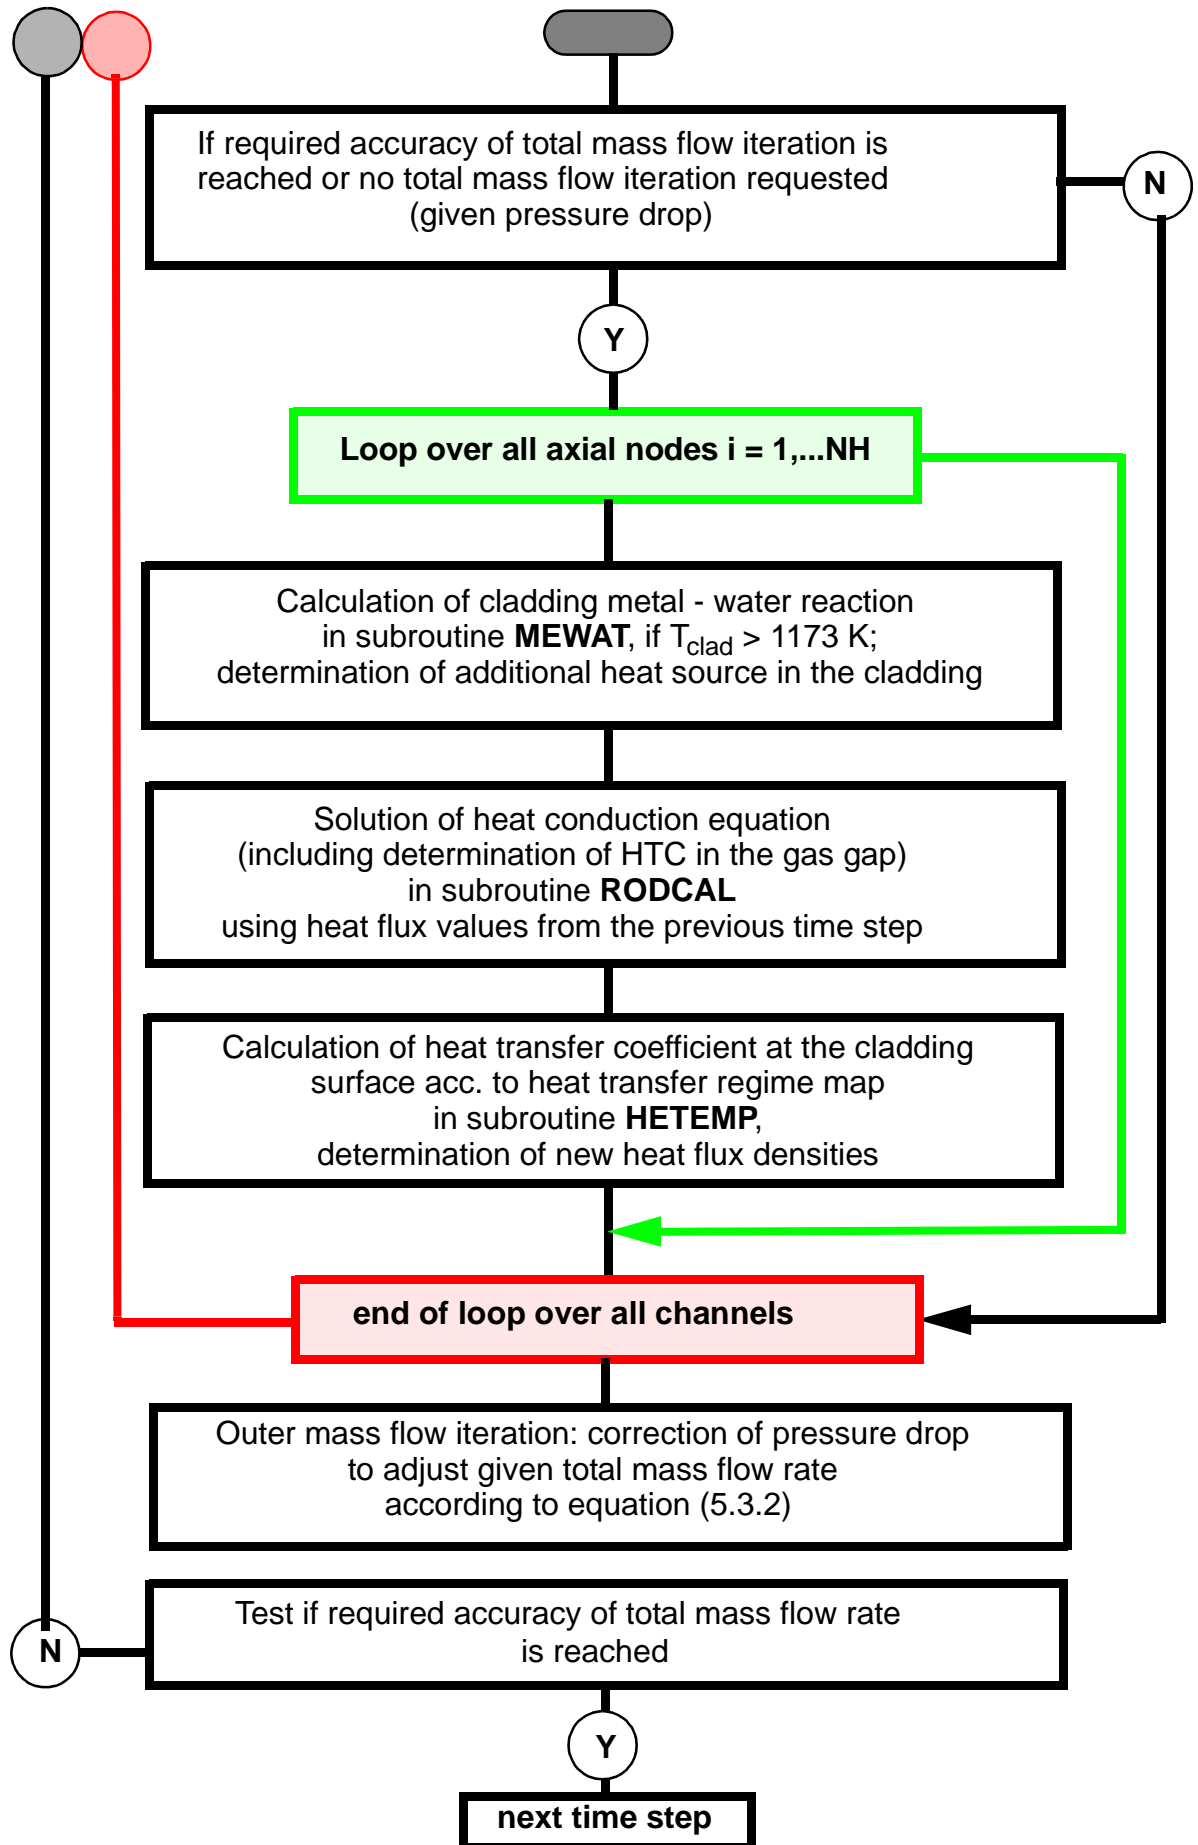 If required accuracy of total mass flow iteration is
reached or no total mass flow iteration requested
(given pressure drop)
N
Y
Loop over all axial nodes i = 1,...NH
Calculation of cladding metal - water reaction
in subroutine MEWAT, if Tclad > 1173 K;
determination of additional heat source in the cladding
Solution of heat conduction equation
(including determination of HTC in the gas gap)
in subroutine RODCAL
using heat flux values from the previous time step
Calculation of heat transfer coefficient at the cladding
surface acc. to heat transfer regime map
in subroutine HETEMP,
determination of new heat flux densities
end of loop over all channels
Outer mass flow iteration: correction of pressure drop
to adjust given total mass flow rate
according to equation (5.3.2)
Test if required accuracy of total mass flow rate
is reached
N
Y
next time step